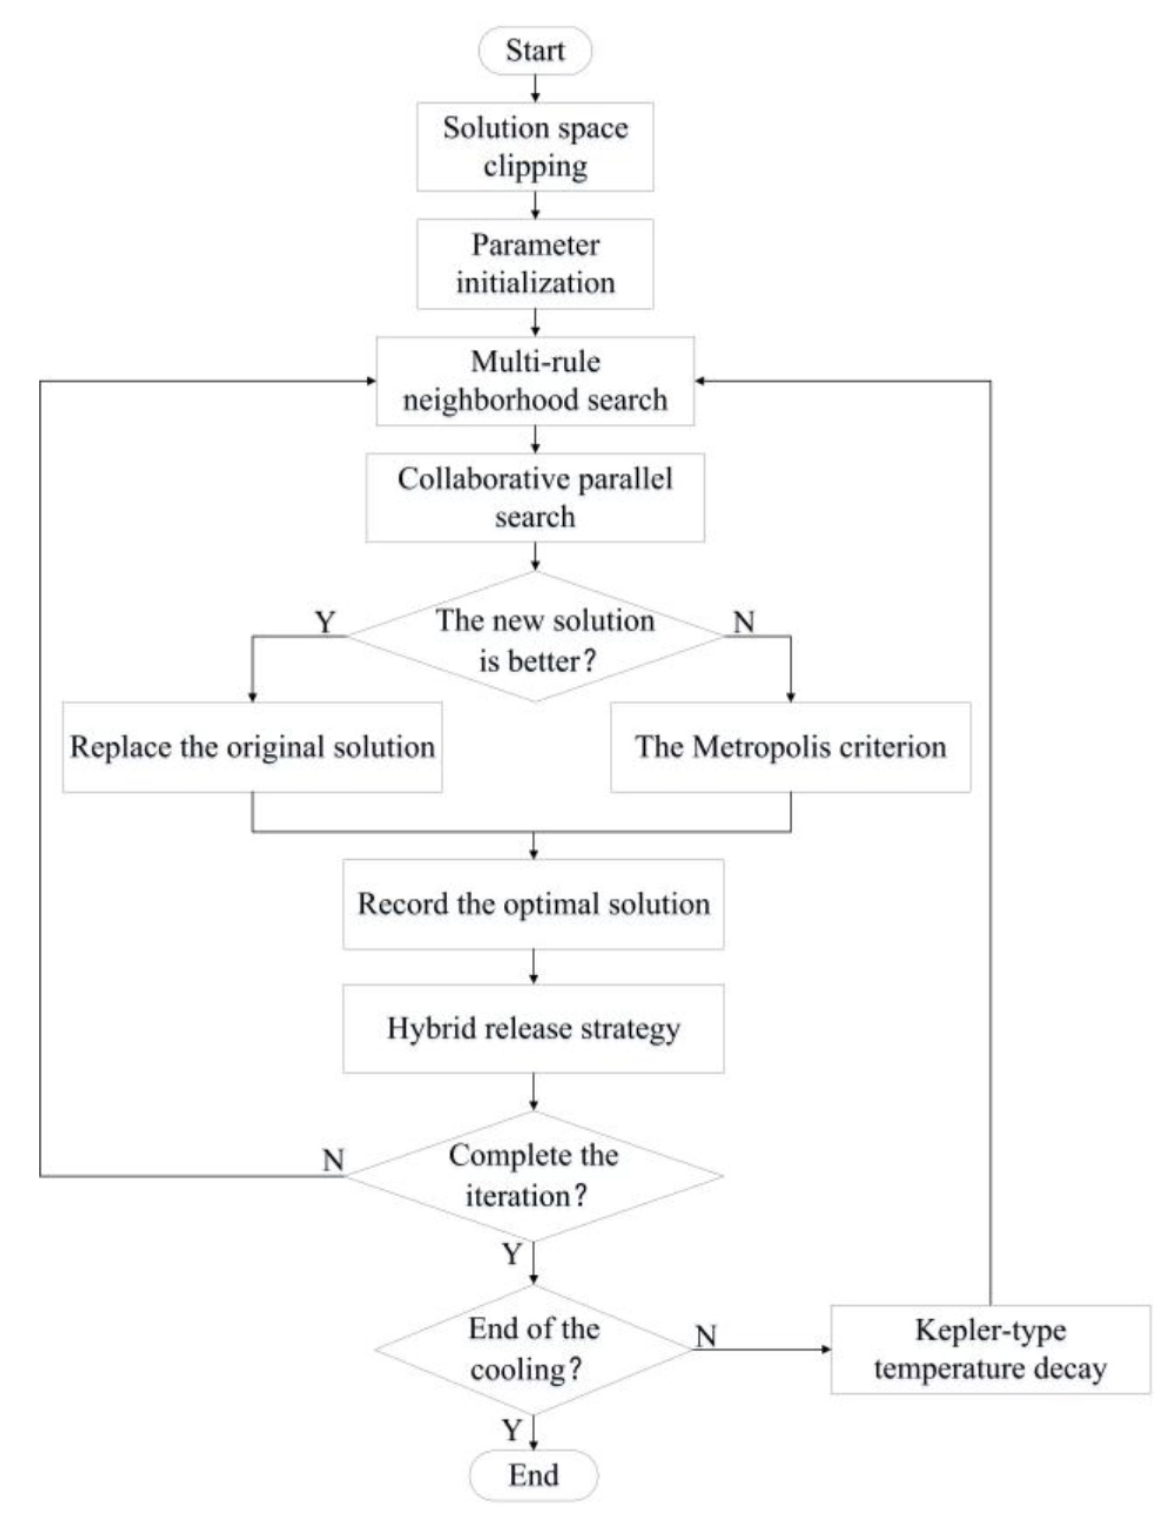 Start
Solution space
clipping
Parameter
initialization
Multi-rule
neighborhood search
Collaborative parallel
search
Y
The new solution
is better?
N
Replace the original solution
The Metropolis criterion
Record the optimal solution
Hybrid release strategy
N
Complete the
iteration?
Y
End of the
cooling?
N
Kepler-type
temperature decay
Y
End